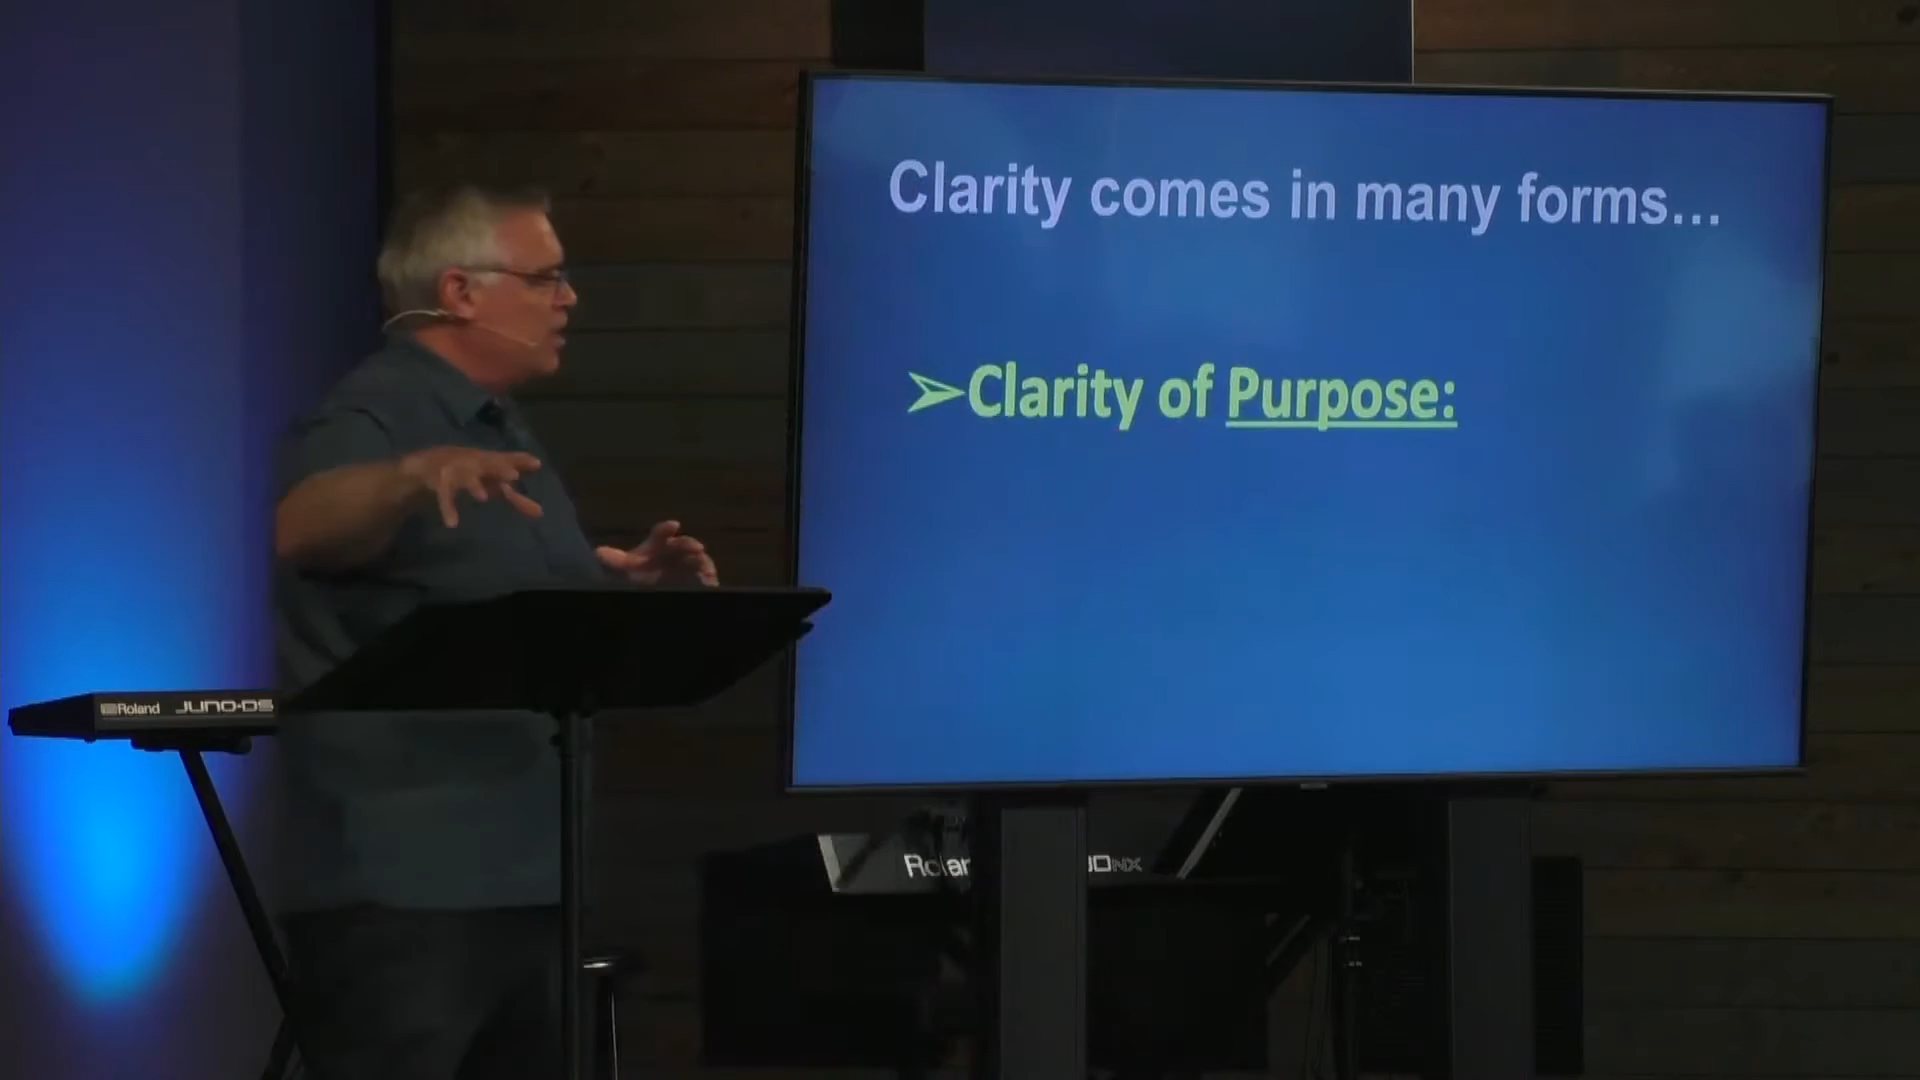 Clarity comes in many forms...
➢Clarity of Purpose:
Roland JUNO-DS